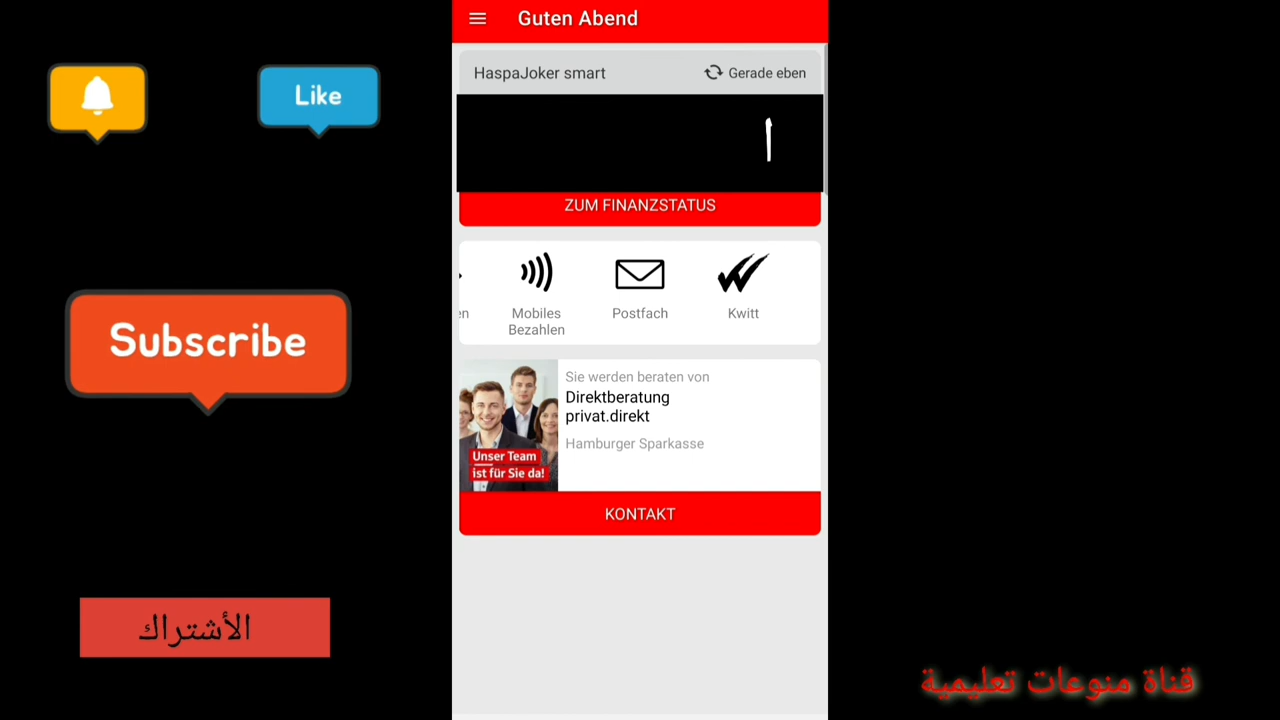 Guten Abend
HaspaJoker smart
Gerade eben
ZUM FINANZSTATUS
en
Mobiles
Bezahlen
Postfach
Kwitt
Sie werden beraten von
Direktberatung
privat.direkt
Hamburger Sparkasse
Unser Team
ist für Sie da!
KONTAKT
Like
Subscribe
الأشتراك
قناة منوعات تعليمية